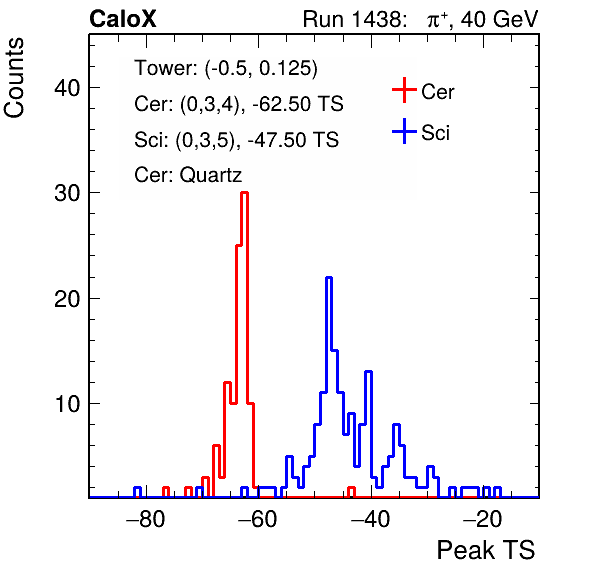 CaloX Run 1438: π⁺, 40 GeV
Counts
Tower: (-0.5, 0.125)
Cer: (0,3,4), -62.50 TS
Sci: (0,3,5), -47.50 TS
Cer: Quartz
Cer
Sci
40
30
20
10
−80 −60 −40 −20
Peak TS